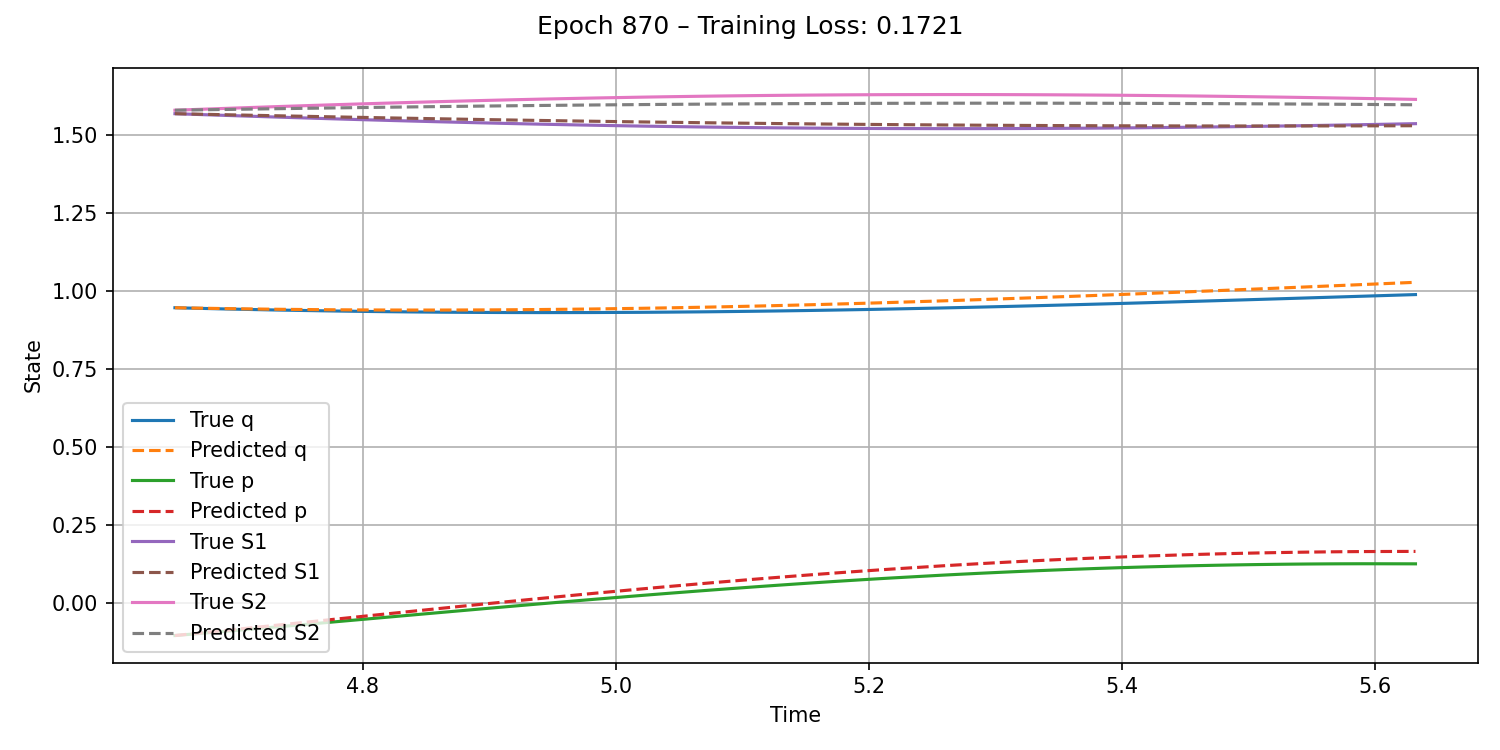 Epoch 870 – Training Loss: 0.1721
1.50
1.25
1.00
0.75
0.50
0.25
0.00
State
True q
Predicted q
True p
Predicted p
True S1
Predicted S1
True S2
Predicted S2
4.8 5.0 5.2 5.4 5.6
Time